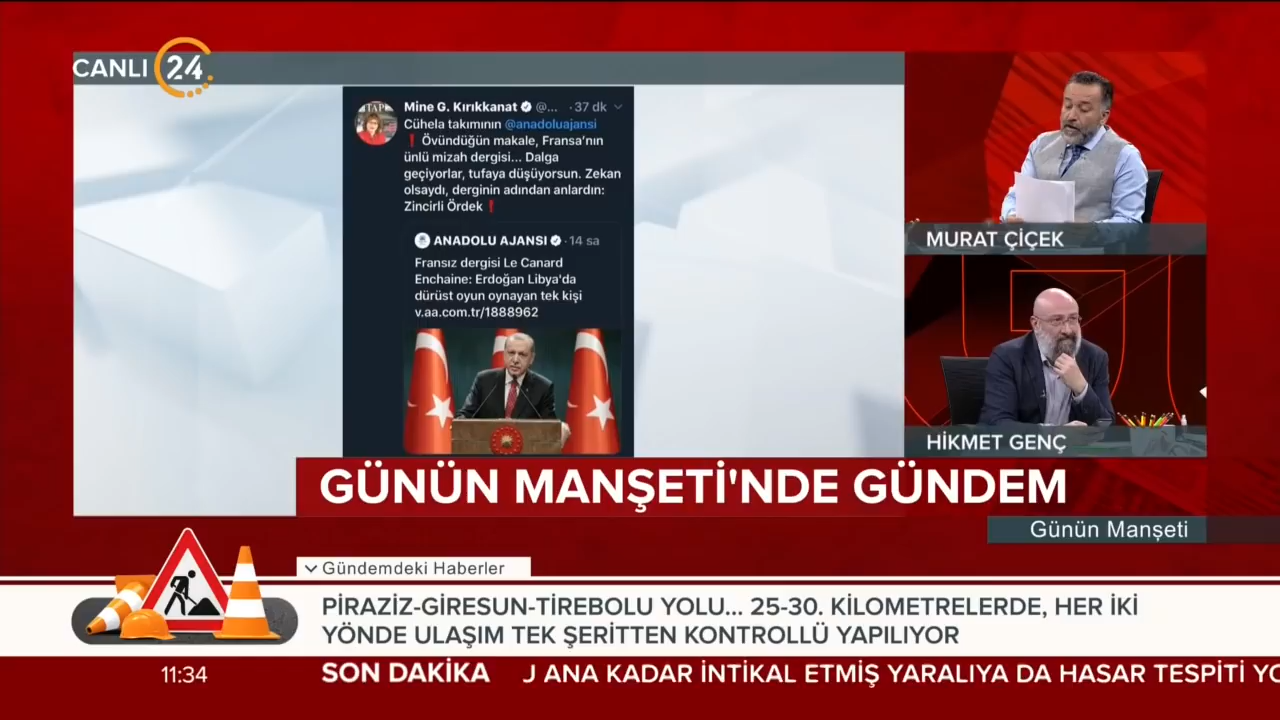 CANLI 24
TAP
Mine G. Kırıkkanat @... · 37 dk
Cühela takımının @anadoluajansi
❗ Övündüğün makale, Fransa'nın
ünlü mizah dergisi... Dalga
geçiyorlar, tufaya düşüyorsun. Zekan
olsaydı, derginin adından anlardın:
Zincirli Ördek❗
ANADOLU AJANSI · 14 sa
Fransız dergisi Le Canard
Enchaine: Erdoğan Libya'da
dürüst oyun oynayan tek kişi
v.aa.com.tr/1888962
MURAT ÇİÇEK
HİKMET GENÇ
GÜNÜN MANŞETİ'NDE GÜNDEM
Günün Manşeti
Gündemdeki Haberler
PİRAZİZ-GİRESUN-TİREBOLU YOLU... 25-30. KİLOMETRELERDE, HER İKİ
YÖNDE ULAŞIM TEK ŞERİTTEN KONTROLLÜ YAPILIYOR
11:34
SON DAKİKA
J ANA KADAR İNTİKAL ETMİŞ YARALIYA DA HASAR TESPİTİ YO